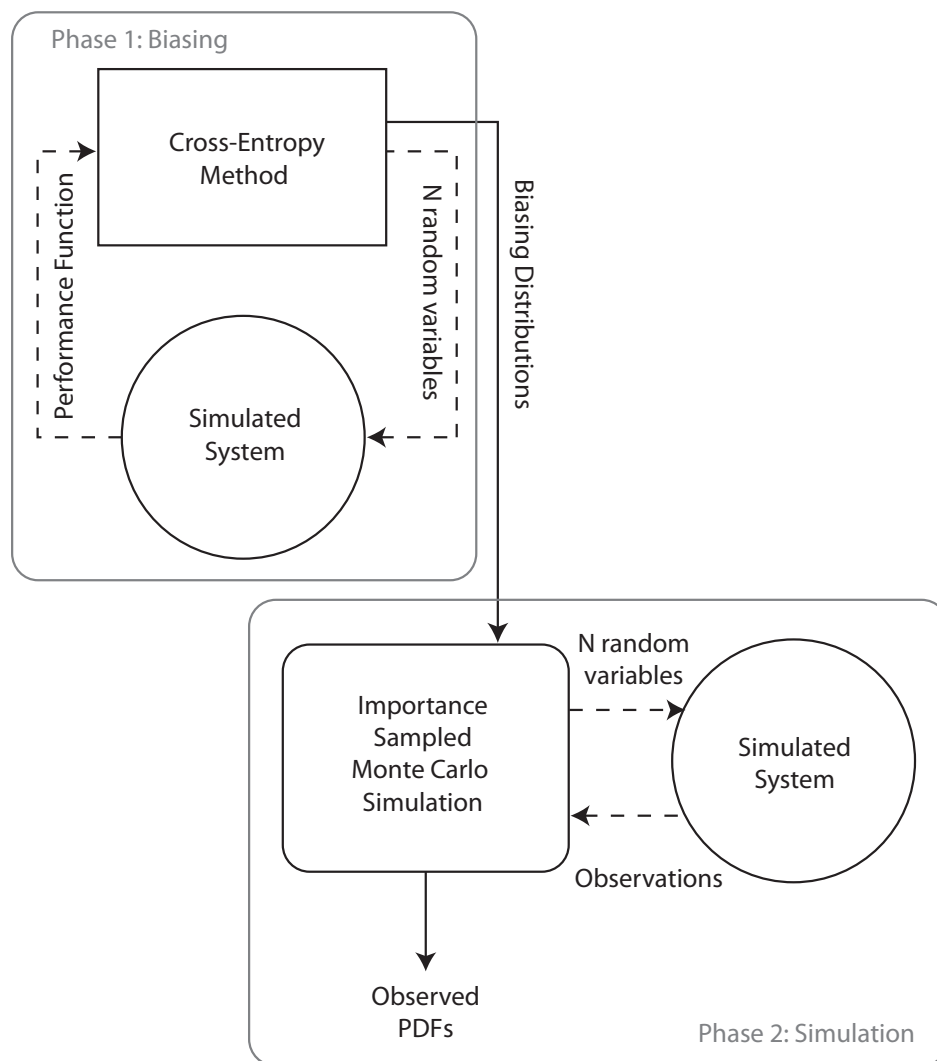 Phase 1: Biasing
Cross-Entropy
Method
Performance Function
N random variables
Biasing Distributions
Simulated
System
N random
variables
Importance
Sampled
Monte Carlo
Simulation
Simulated
System
Observations
Observed
PDFs
Phase 2: Simulation